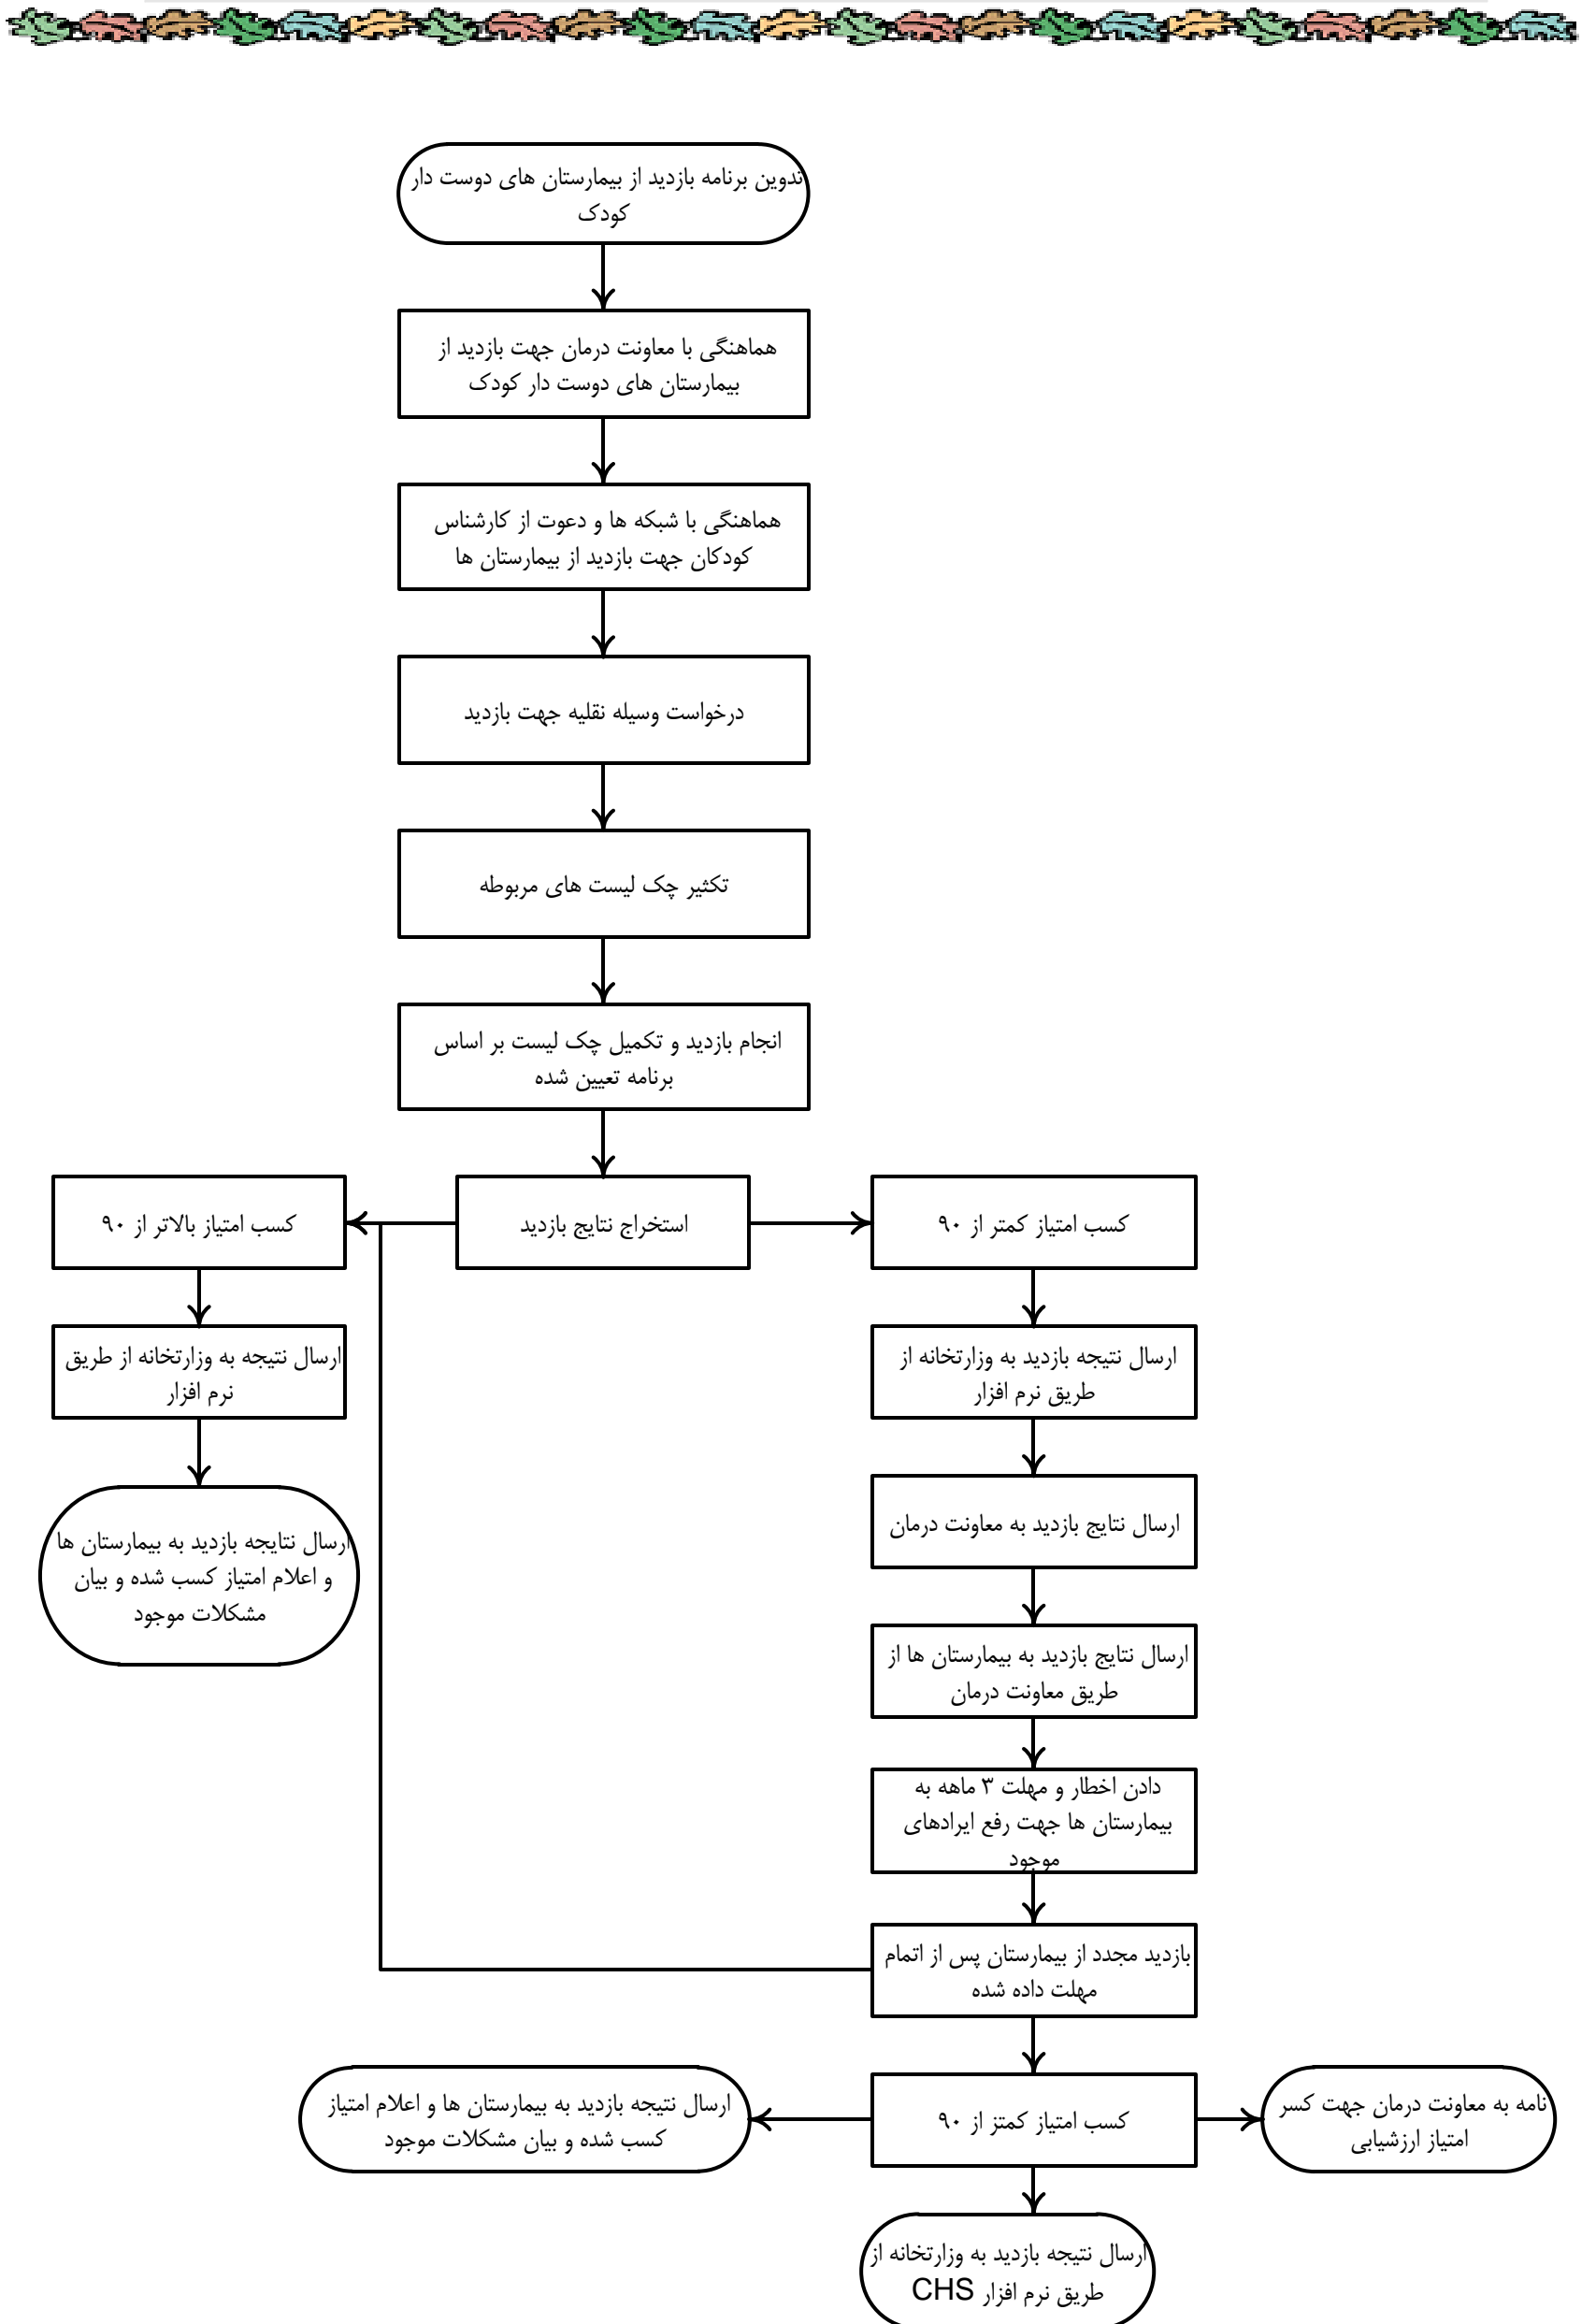 تدوین برنامه بازدید از بیمارستان های دوست دار
کودک
هماهنگی با معاونت درمان جهت بازدید از
بیمارستان های دوست دار کودک
هماهنگی با شبکه ها و دعوت از کارشناس
کودکان جهت بازدید از بیمارستان ها
درخواست وسیله نقلیه جهت بازدید
تکثیر چک لیست های مربوطه
انجام بازدید و تکمیل چک لیست بر اساس
برنامه تعیین شده
استخراج نتایج بازدید
کسب امتیاز کمتر از ۹۰
ارسال نتیجه بازدید به وزارتخانه از
طریق نرم افزار
ارسال نتایج بازدید به معاونت درمان
ارسال نتایج بازدید به بیمارستان ها از
طریق معاونت درمان
دادن اخطار و مهلت ۳ ماهه به
بیمارستان ها جهت رفع ایرادهای
موجود
بازدید مجدد از بیمارستان پس از اتمام
مهلت داده شده
کسب امتیاز کمتز از ۹۰
نامه به معاونت درمان جهت کسر
امتیاز ارزشیابی
ارسال نتیجه بازدید به بیمارستان ها و اعلام امتیاز
کسب شده و بیان مشکلات موجود
ارسال نتیجه بازدید به وزارتخانه از
طریق نرم افزار CHS
کسب امتیاز بالاتر از ۹۰
ارسال نتیجه به وزارتخانه از طریق
نرم افزار
ارسال نتایجه بازدید به بیمارستان ها
و اعلام امتیاز کسب شده و بیان
مشکلات موجود